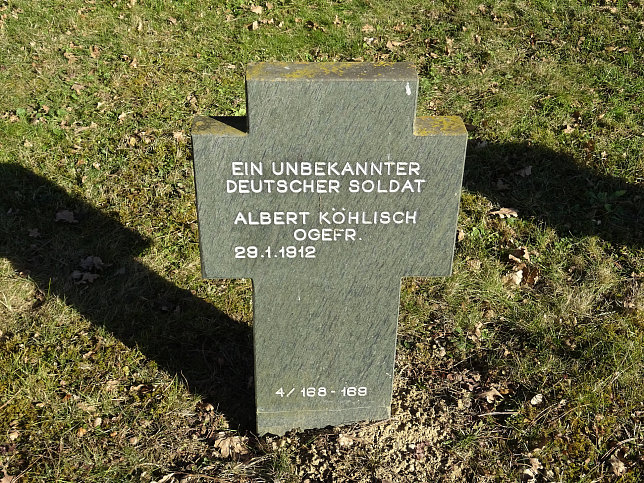 EIN UNBEKANNTER
DEUTSCHER SOLDAT
ALBERT KÖHLISCH
OGEFR.
29.1.1912
4/168-169